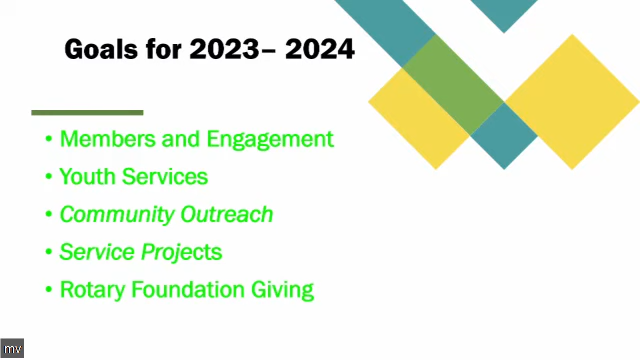 Goals for 2023– 2024
• Members and Engagement
• Youth Services
• Community Outreach
• Service Projects
• Rotary Foundation Giving
mv